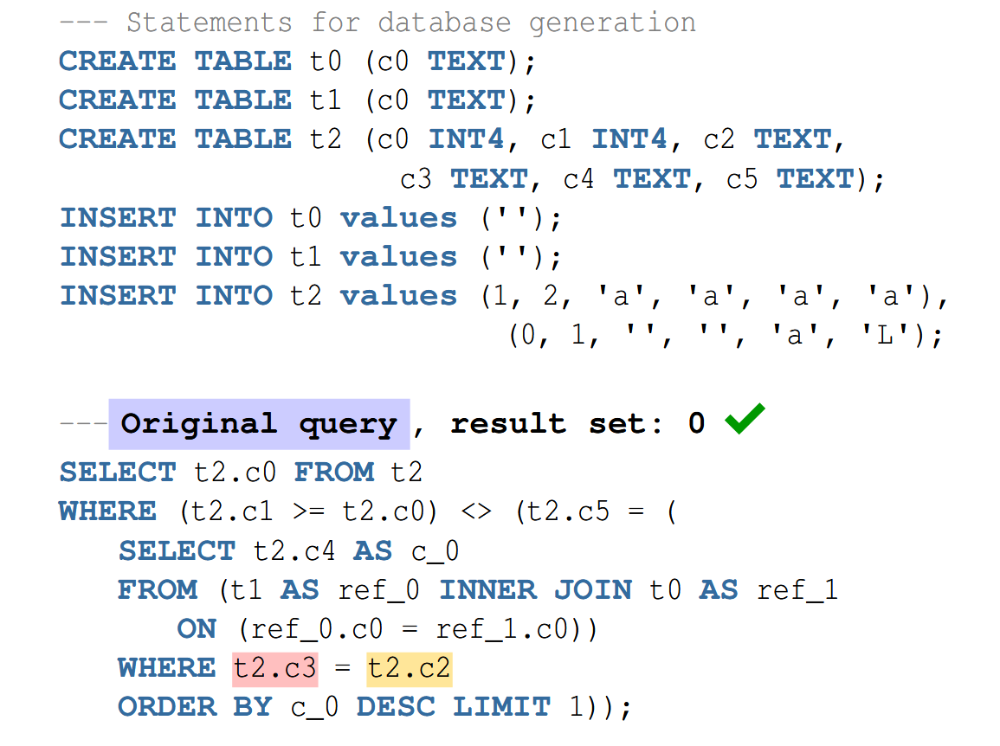 --- Statements for database generation
CREATE TABLE t0 (c0 TEXT);
CREATE TABLE t1 (c0 TEXT);
CREATE TABLE t2 (c0 INT4, c1 INT4, c2 TEXT,
c3 TEXT, c4 TEXT, c5 TEXT);
INSERT INTO t0 values ('');
INSERT INTO t1 values ('');
INSERT INTO t2 values (1, 2, 'a', 'a', 'a', 'a'),
(0, 1, '', '', 'a', 'L');
--- Original query, result set: 0 ✔
SELECT t2.c0 FROM t2
WHERE (t2.c1 >= t2.c0) <> (t2.c5 = (
SELECT t2.c4 AS c_0
FROM (t1 AS ref_0 INNER JOIN t0 AS ref_1
ON (ref_0.c0 = ref_1.c0))
WHERE t2.c3 = t2.c2
ORDER BY c_0 DESC LIMIT 1));